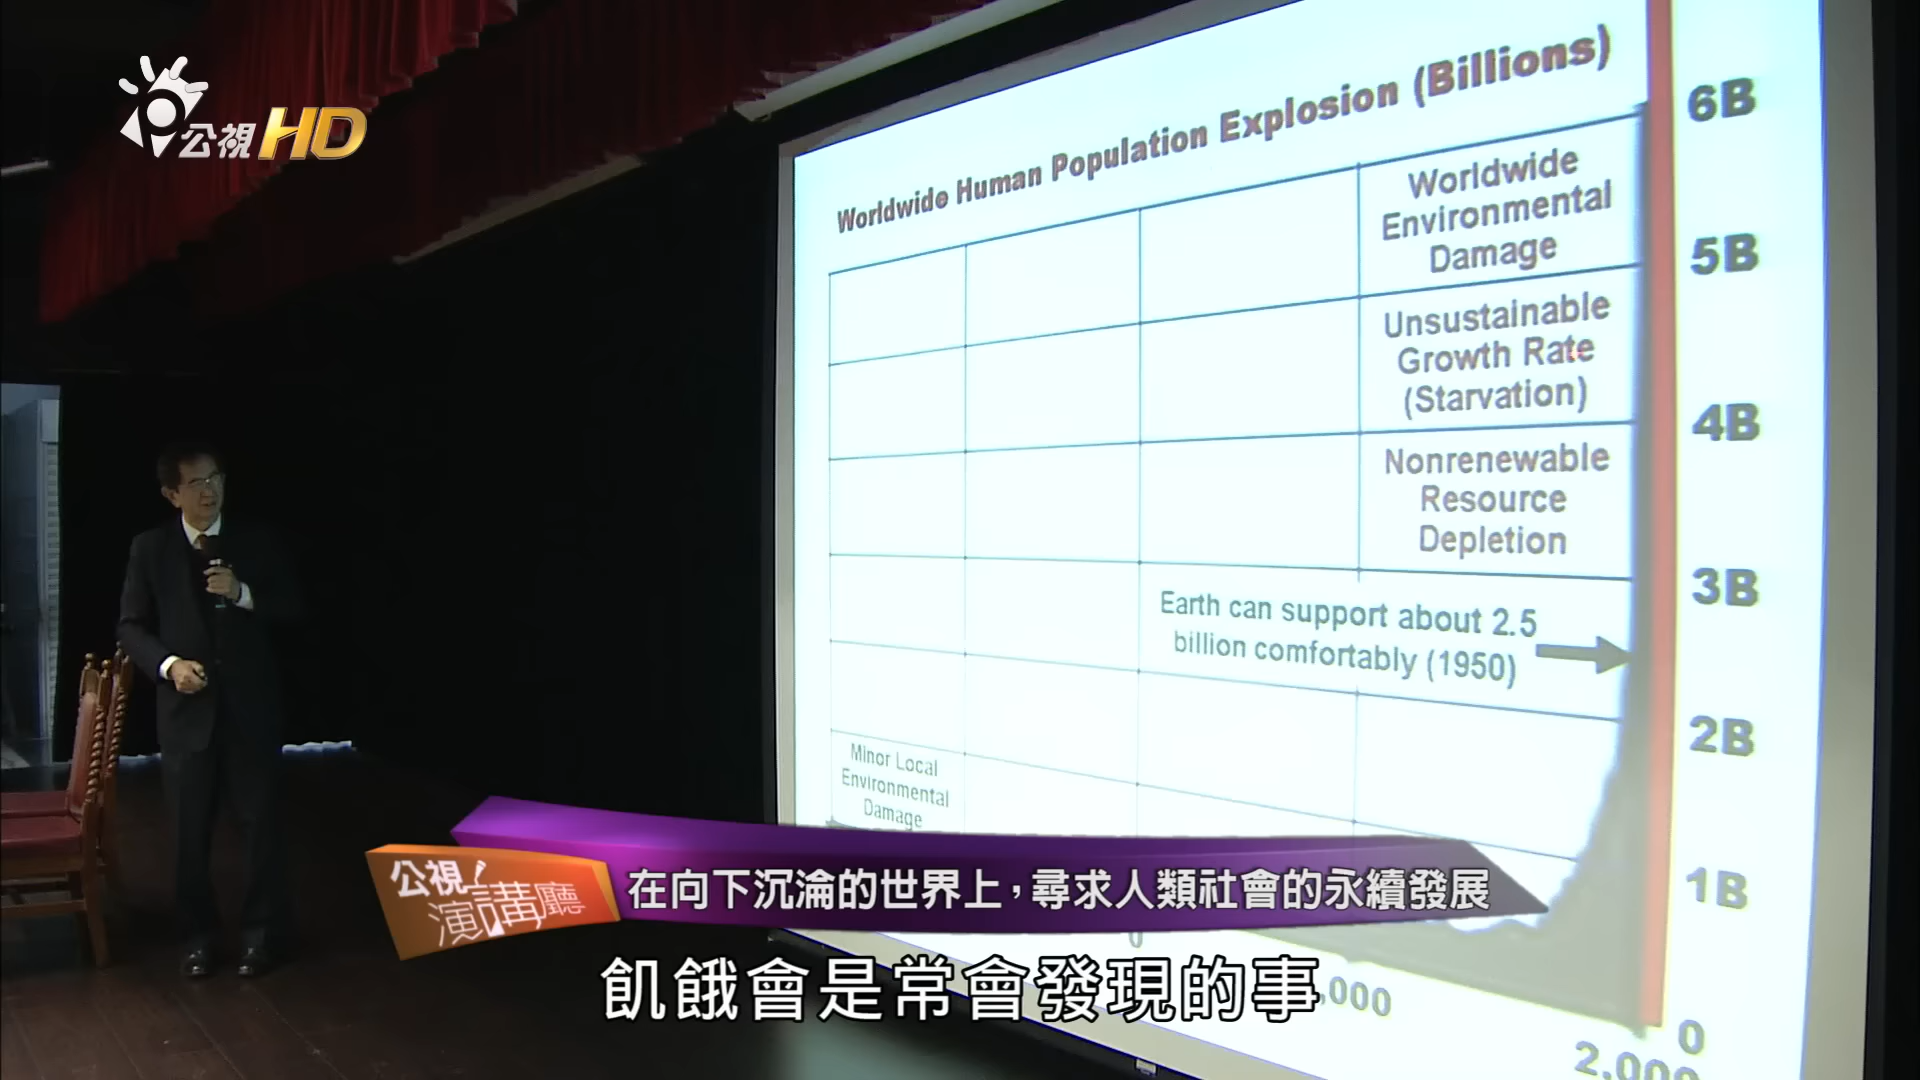 公視HD
Worldwide Human Population Explosion (Billions)
6B
Worldwide
Environmental
Damage
5B
Unsustainable
Growth Rate
(Starvation)
4B
Nonrenewable
Resource
Depletion
3B
Earth can support about 2.5
billion comfortably (1950)
2B
Minor Local
Environmental
Damage
1B
公視
演講廳
在向下沉淪的世界上，尋求人類社會的永續發展
飢餓會是常會發現的事
0
,000
2,000
0